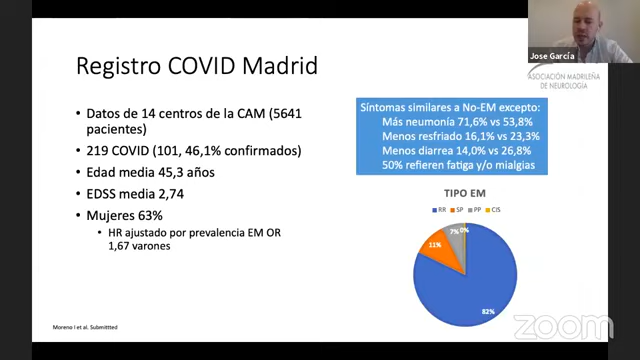 Jose García
ASOCIACIÓN MADRILEÑA
DE NEUROLOGÍA
Registro COVID Madrid
• Datos de 14 centros de la CAM (5641
pacientes)
• 219 COVID (101, 46,1% confirmados)
• Edad media 45,3 años
• EDSS media 2,74
• Mujeres 63%
• HR ajustado por prevalencia EM OR
1,67 varones
Síntomas similares a No-EM excepto:
Más neumonía 71,6% vs 53,8%
Menos resfriado 16,1% vs 23,3%
Menos diarrea 14,0% vs 26,8%
50% refieren fatiga y/o mialgias
TIPO EM
RR SP PP CIS
7% 0%
11%
82%
Moreno I et al. Submittted
zoom